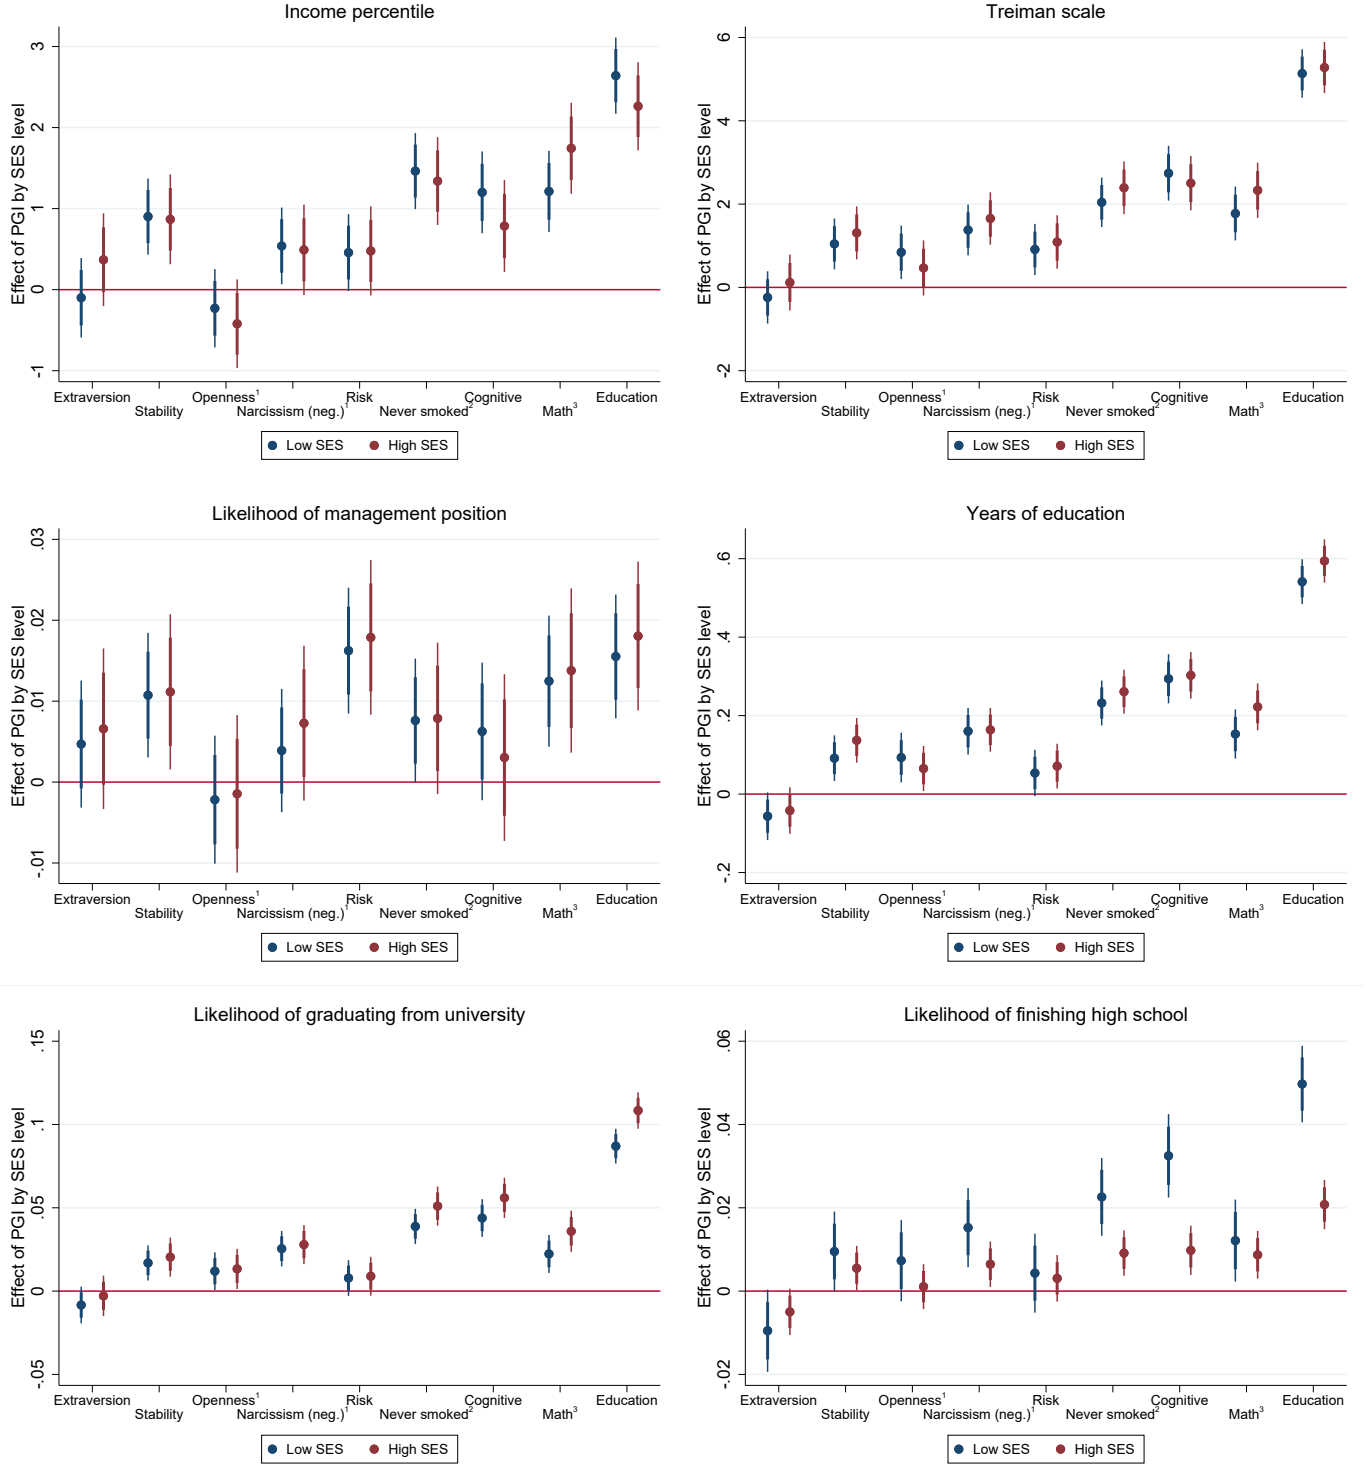 Income percentile
Effect of PGI by SES level
3
2
1
0
-1
Extraversion Openness¹ Risk Cognitive Education
Stability Narcissism (neg.)¹ Never smoked² Math³
Low SES High SES
Treiman scale
Effect of PGI by SES level
6
4
2
0
-2
Extraversion Openness¹ Risk Cognitive Education
Stability Narcissism (neg.)¹ Never smoked² Math³
Low SES High SES
Likelihood of management position
Effect of PGI by SES level
.03
.02
.01
0
-.01
Extraversion Openness¹ Risk Cognitive Education
Stability Narcissism (neg.)¹ Never smoked² Math³
Low SES High SES
Years of education
Effect of PGI by SES level
.6
.4
.2
0
-.2
Extraversion Openness¹ Risk Cognitive Education
Stability Narcissism (neg.)¹ Never smoked² Math³
Low SES High SES
Likelihood of graduating from university
Effect of PGI by SES level
.15
.1
.05
0
-.05
Extraversion Openness¹ Risk Cognitive Education
Stability Narcissism (neg.)¹ Never smoked² Math³
Low SES High SES
Likelihood of finishing high school
Effect of PGI by SES level
.06
.04
.02
0
-.02
Extraversion Openness¹ Risk Cognitive Education
Stability Narcissism (neg.)¹ Never smoked² Math³
Low SES High SES